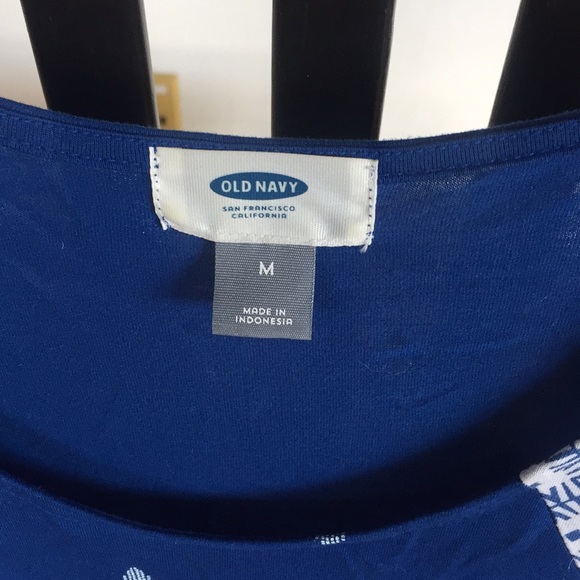 OLD NAVY
SAN FRANCISCO
CALIFORNIA
M
MADE IN
INDONESIA